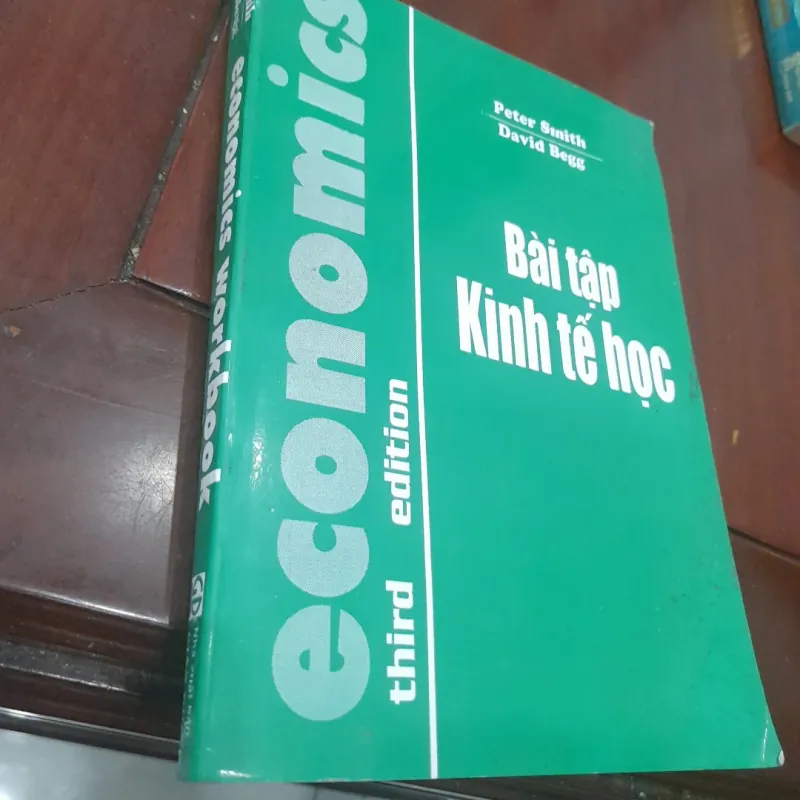 Peter Smith
David Begg
Bài tập
Kinh tế học
economics
third edition
economics workbook